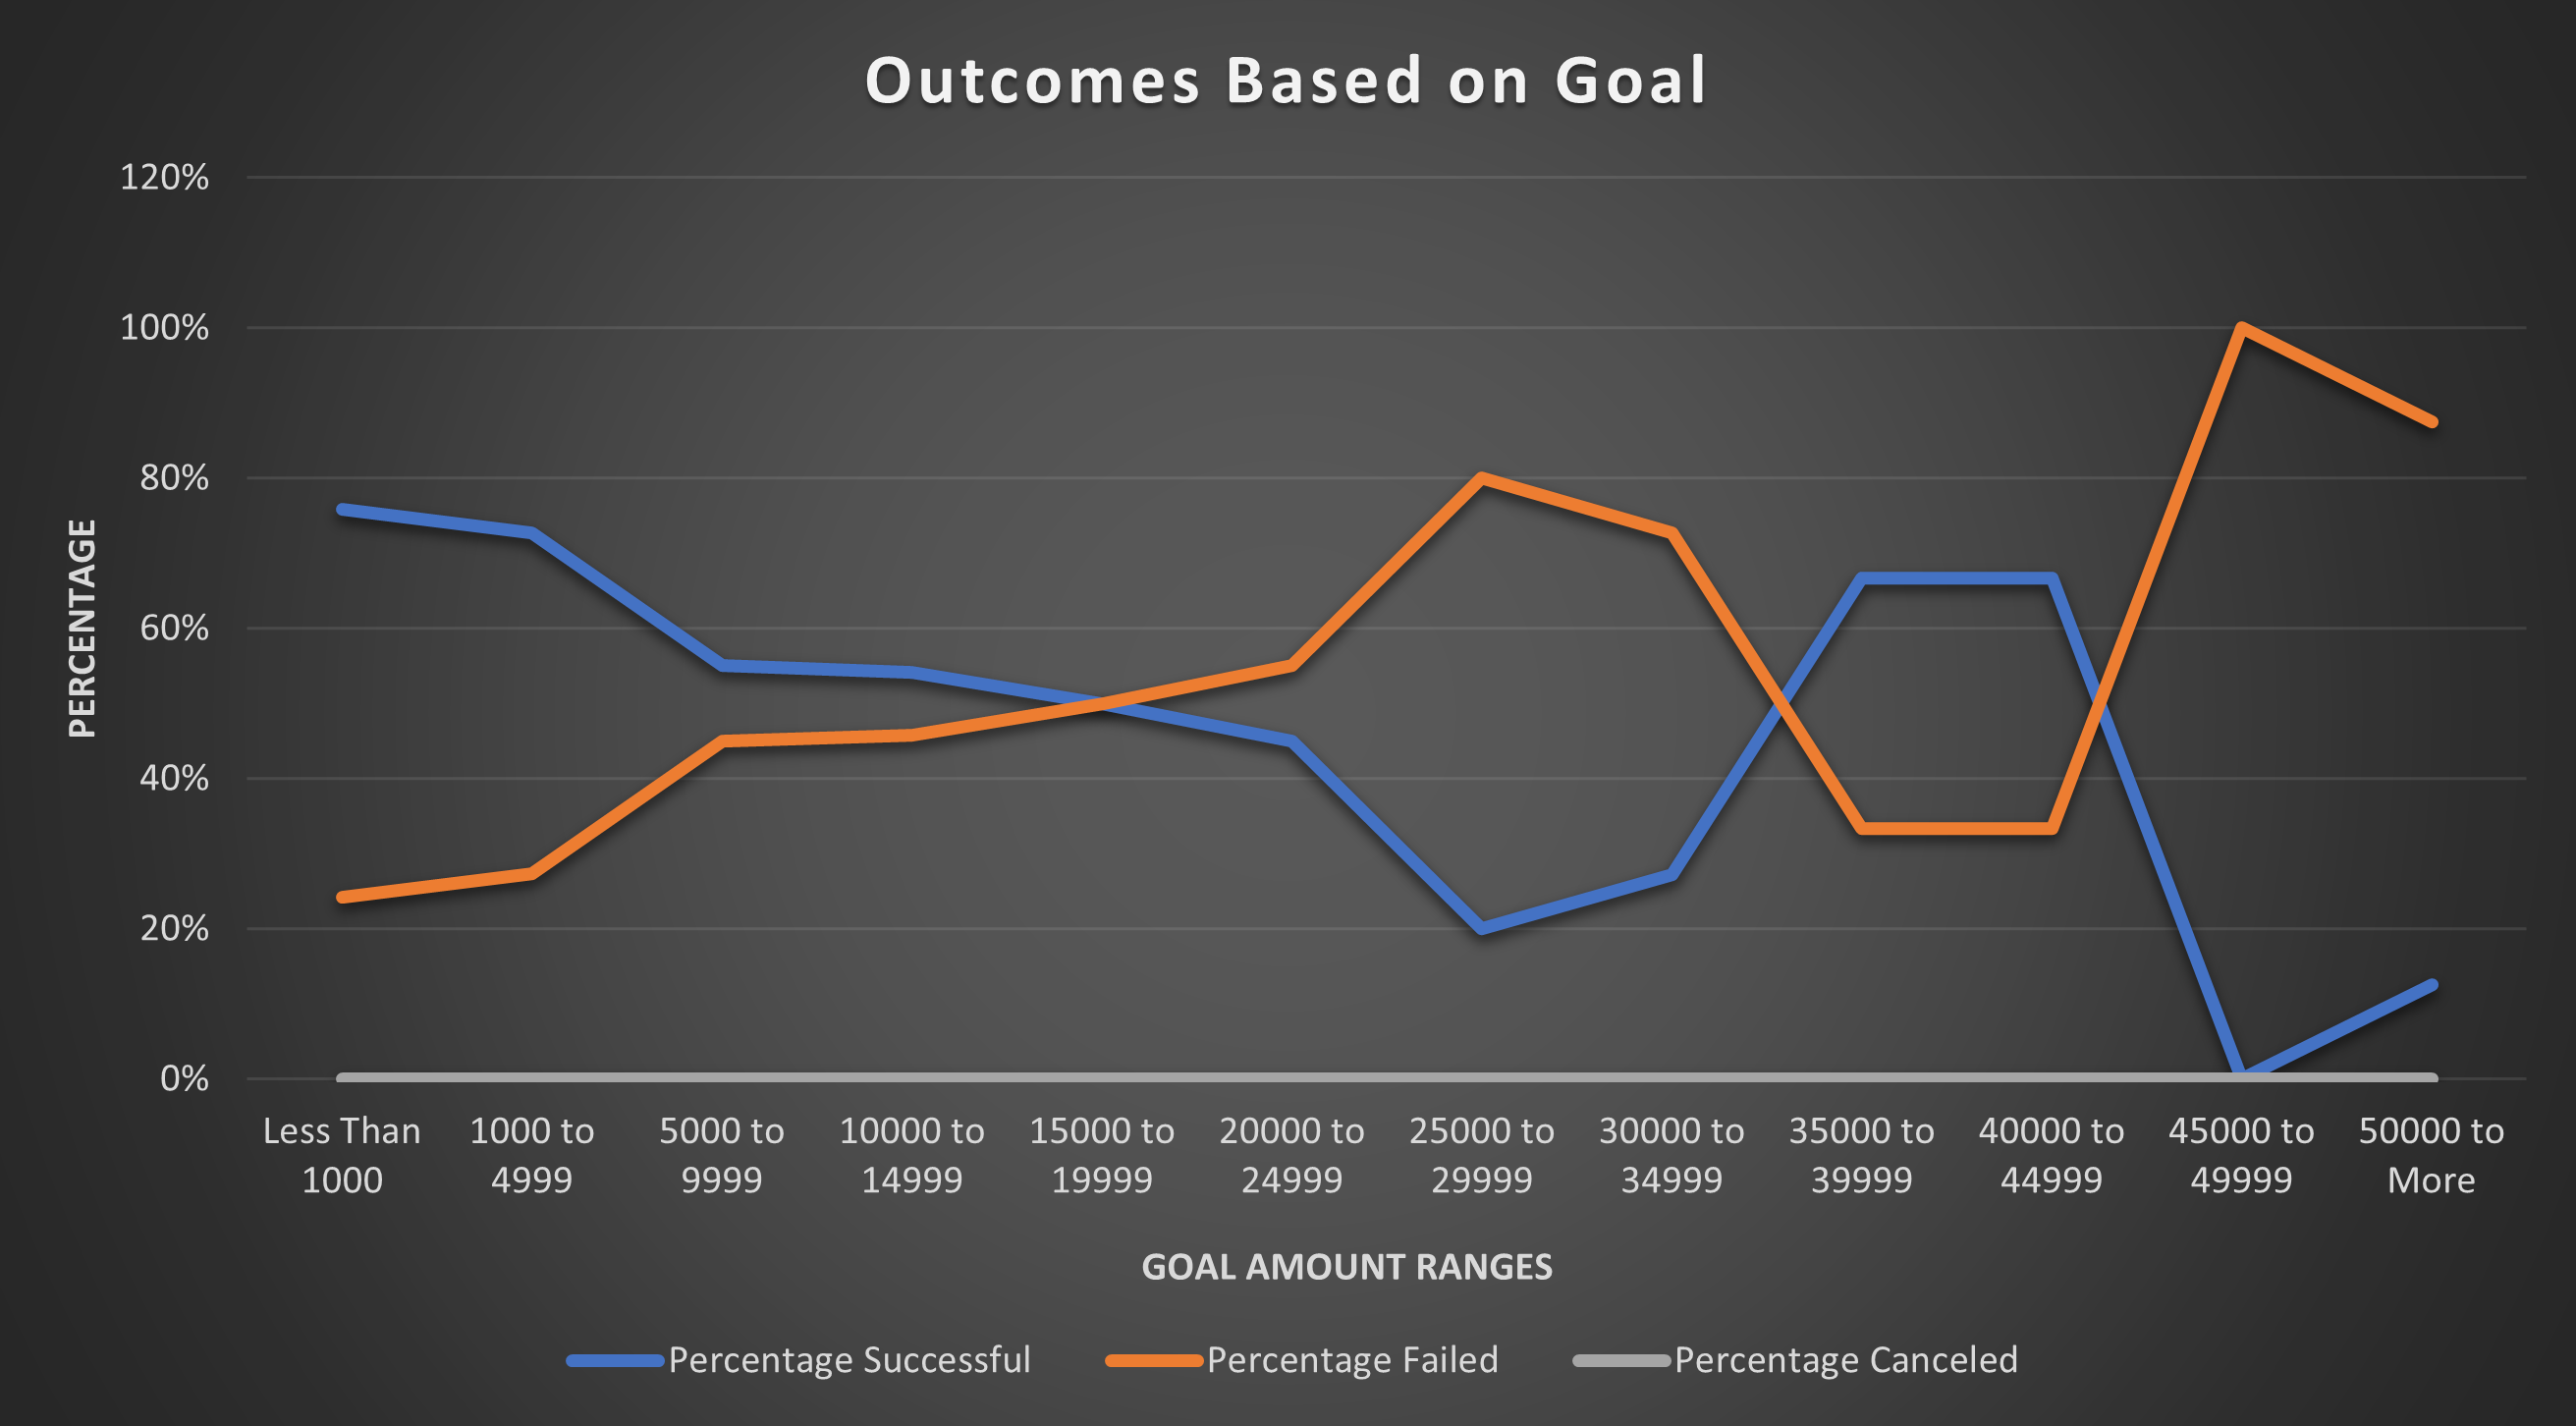 Outcomes Based on Goal
120%
100%
80%
60%
40%
20%
0%
PERCENTAGE
Less Than 1000
1000 to 4999
5000 to 9999
10000 to 14999
15000 to 19999
20000 to 24999
25000 to 29999
30000 to 34999
35000 to 39999
40000 to 44999
45000 to 49999
50000 to More
GOAL AMOUNT RANGES
Percentage Successful
Percentage Failed
Percentage Canceled